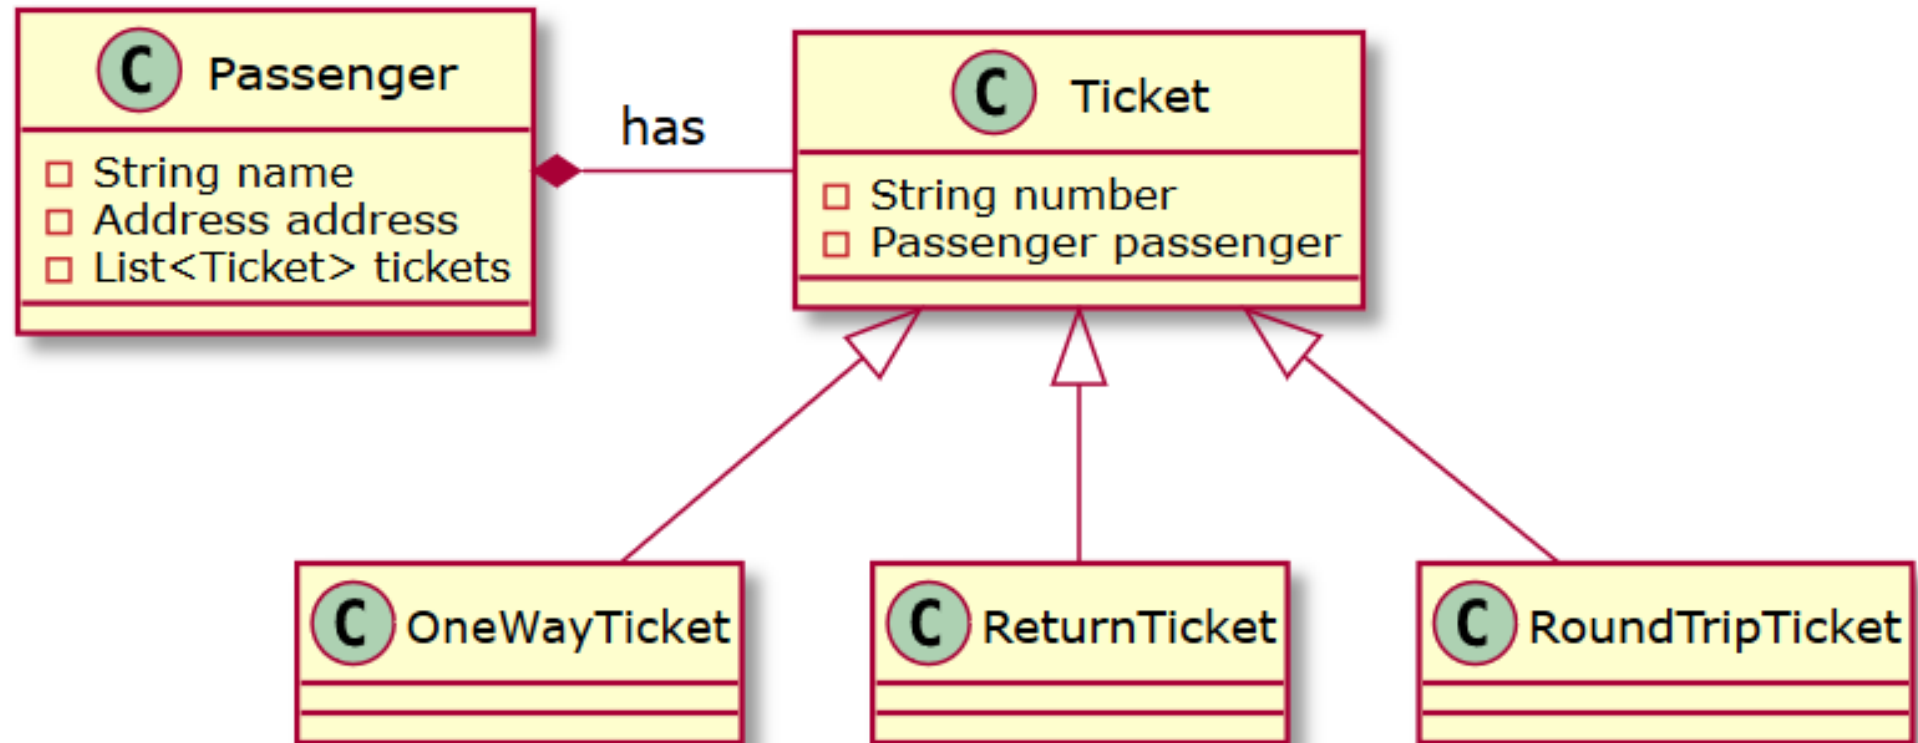 C Passenger
String name
Address address
List<Ticket> tickets
has
C Ticket
String number
Passenger passenger
C OneWayTicket
C ReturnTicket
C RoundTripTicket